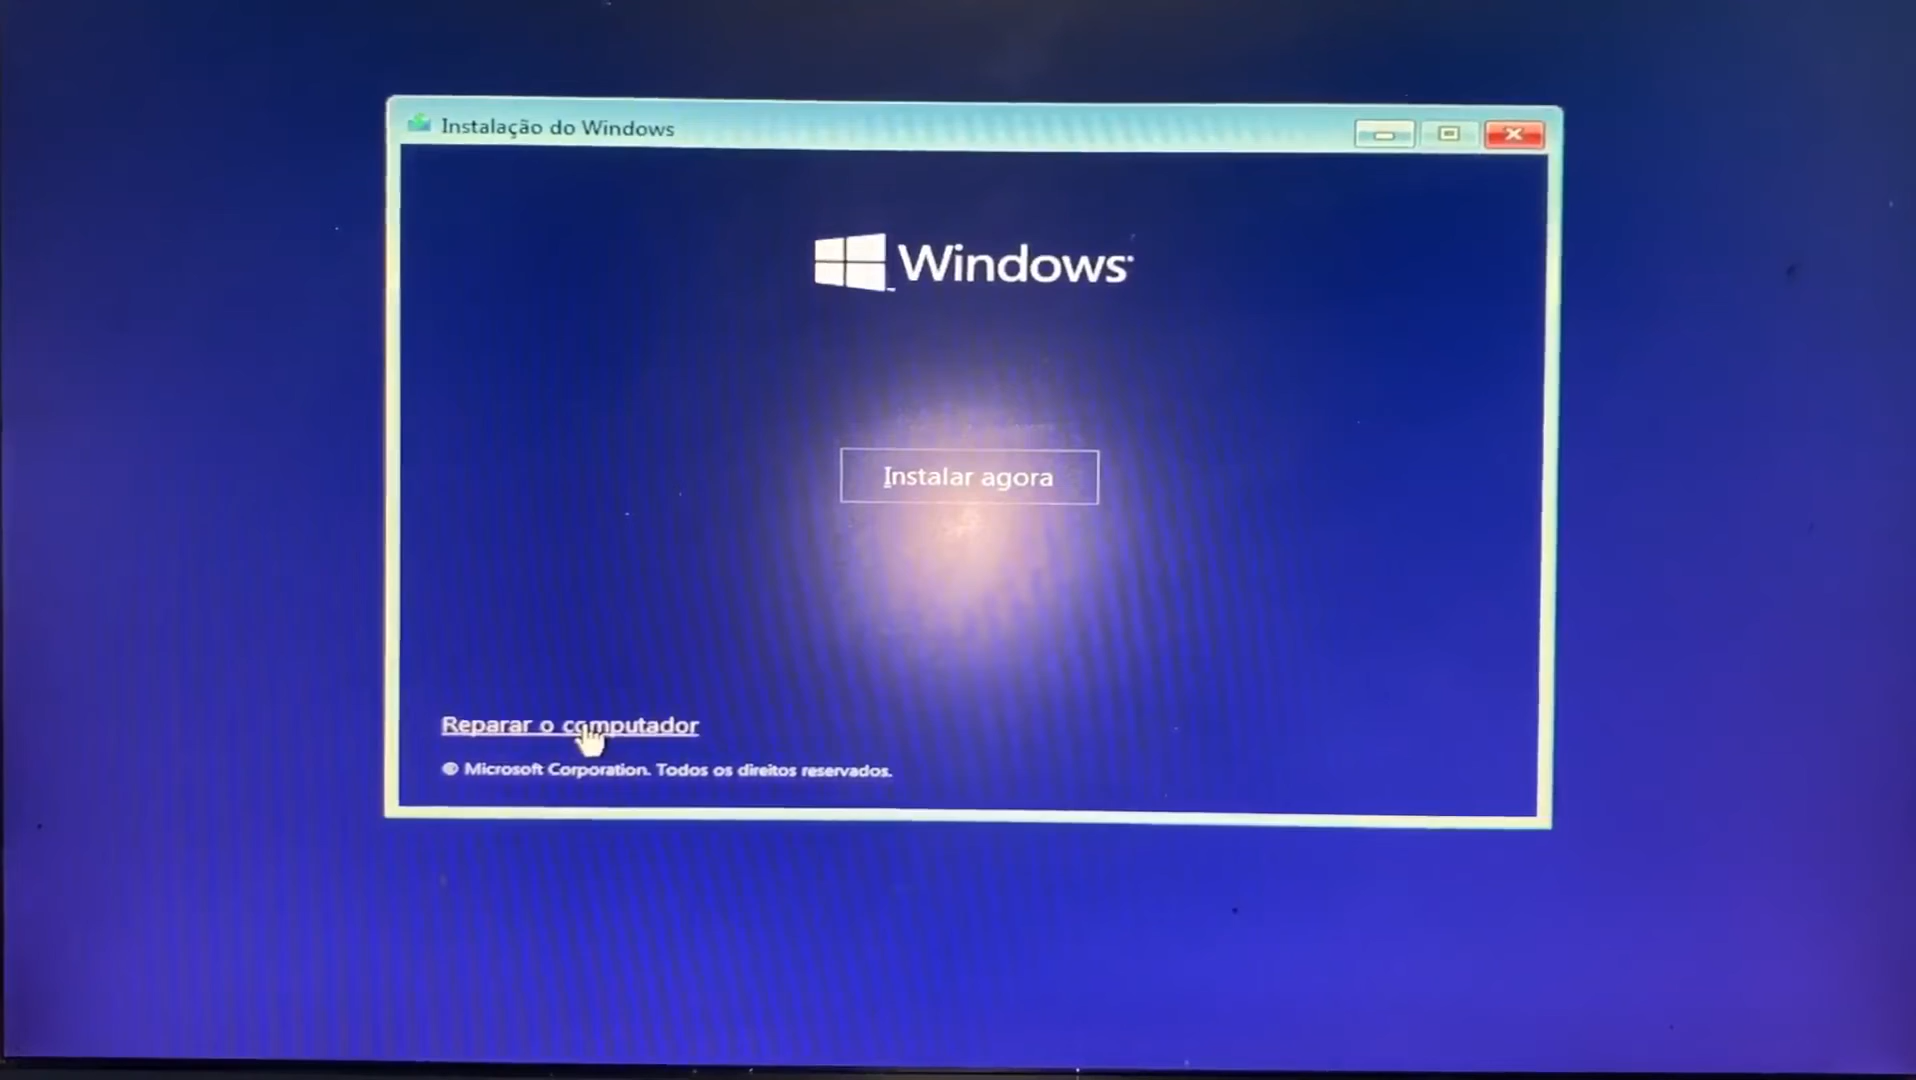 Instalação do Windows
Windows
Instalar agora
Reparar o computador
© Microsoft Corporation. Todos os direitos reservados.